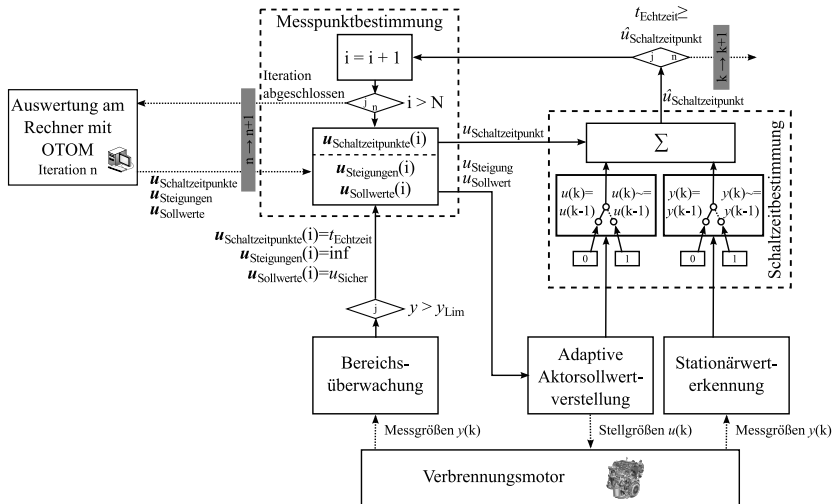 Messpunktbestimmung
t_Echtzeit≥
û_Schaltzeitpunkt
i = i + 1
j n
k → k+1
Iteration
abgeschlossen
j n
i > N
û_Schaltzeitpunkt
Auswertung am
Rechner mit
OTOM
Iteration n
n → n+1
u_Schaltzeitpunkte(i)
u_Schaltzeitpunkt
Σ
u_Steigungen(i)
u_Sollwerte(i)
u_Steigung
u_Sollwert
u_Schaltzeitpunkte
u_Steigungen
u_Sollwerte
u(k)= u(k)~=
u(k-1) u(k-1)
y(k)= y(k)~=
y(k-1) y(k-1)
0 1 0 1
Schaltzeitbestimmung
u_Schaltzeitpunkte(i)=t_Echtzeit
u_Steigungen(i)=inf
u_Sollwerte(i)=u_Sicher
j
y > y_Lim
Bereichs-
überwachung
Adaptive
Aktorsollwert-
verstellung
Stationärwert-
erkennung
Messgrößen y(k)
Stellgrößen u(k)
Messgrößen y(k)
Verbrennungsmotor